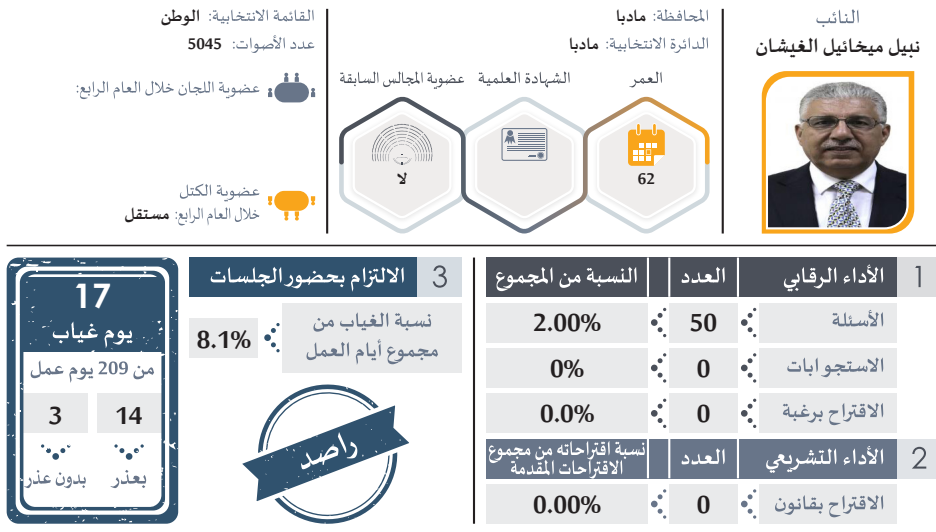 النائب
نبيل ميخائيل الغيشان
المحافظة: مادبا
الدائرة الانتخابية: مادبا
العمر
62
الشهادة العلمية
عضوية المجالس السابقة
لا
القائمة الانتخابية: الوطن
عدد الأصوات: 5045
عضوية اللجان خلال العام الرابع:
عضوية الكتل
خلال العام الرابع: مستقل
1 الأداء الرقابي العدد النسبة من المجموع
الأسئلة 50 2.00%
الاستجوابات 0 0%
الاقتراح برغبة 0 0.0%
2 الأداء التشريعي العدد نسبة اقتراحاته من مجموع
الاقتراحات المقدمة
الاقتراح بقانون 0 0.00%
3 الالتزام بحضور الجلسات
نسبة الغياب من
مجموع أيام العمل
8.1%
راصد
17
يوم غياب
من 209 يوم عمل
14 3
بعذر بدون عذر